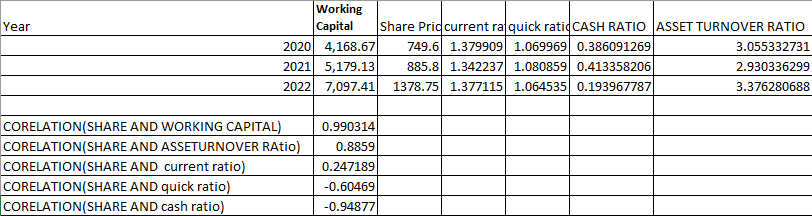 Year Working Capital Share Pric current ra quick ratio CASH RATIO ASSET TURNOVER RATIO
2020 4,168.67 749.6 1.379909 1.069969 0.386091269 3.055332731
2021 5,179.13 885.8 1.342237 1.080859 0.413358206 2.930336299
2022 7,097.41 1378.75 1.377115 1.064535 0.193967787 3.376280688
CORELATION(SHARE AND WORKING CAPITAL) 0.990314
CORELATION(SHARE AND ASSETURNOVER RAtio) 0.8859
CORELATION(SHARE AND  current ratio) 0.247189
CORELATION(SHARE AND quick ratio) -0.60469
CORELATION(SHARE AND cash ratio) -0.94877